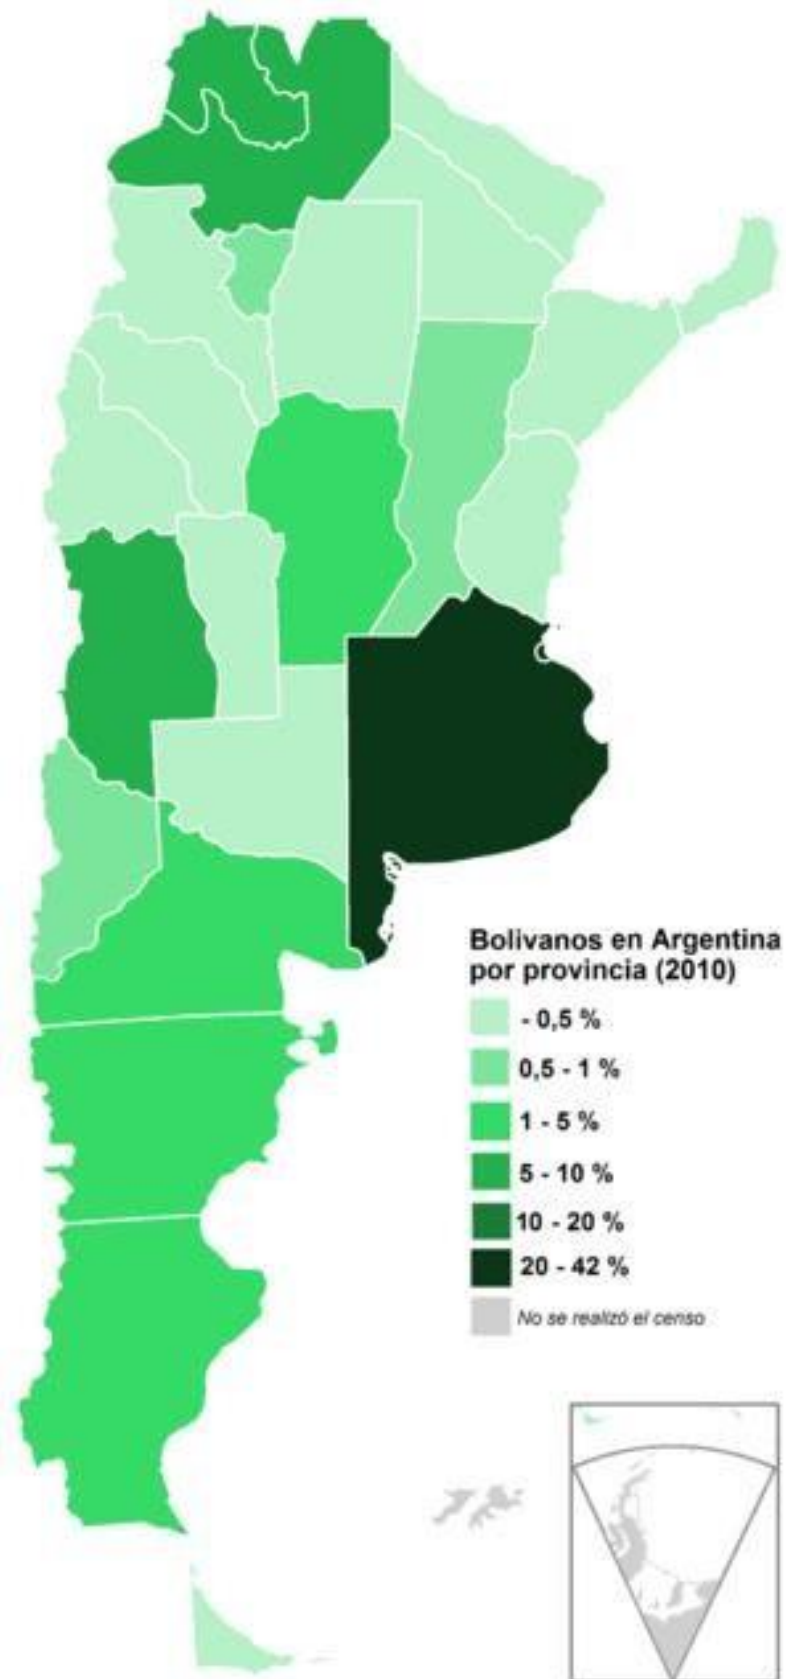 Bolivanos en Argentina
por provincia (2010)
- 0,5 %
0,5 - 1 %
1 - 5 %
5 - 10 %
10 - 20 %
20 - 42 %
No se realizó el censo